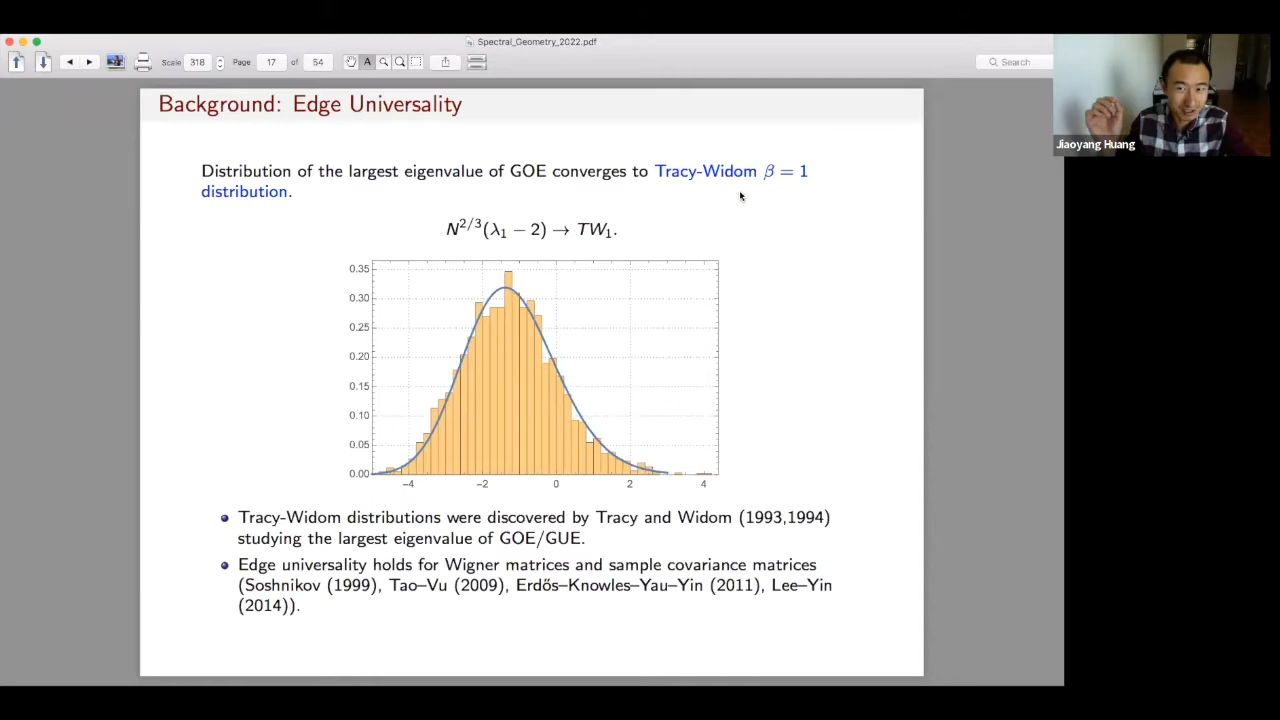 Spectral_Geometry_2022.pdf
Scale 318 Page 17 of 54 A Search
Background: Edge Universality
Jiaoyang Huang
Distribution of the largest eigenvalue of GOE converges to Tracy-Widom β = 1
distribution.
N^{2/3}(λ₁ − 2) → TW₁.
0.35
0.30
0.25
0.20
0.15
0.10
0.05
0.00
−4 −2 0 2 4
Tracy-Widom distributions were discovered by Tracy and Widom (1993,1994)
studying the largest eigenvalue of GOE/GUE.
Edge universality holds for Wigner matrices and sample covariance matrices
(Soshnikov (1999), Tao–Vu (2009), Erdős–Knowles–Yau–Yin (2011), Lee–Yin
(2014)).